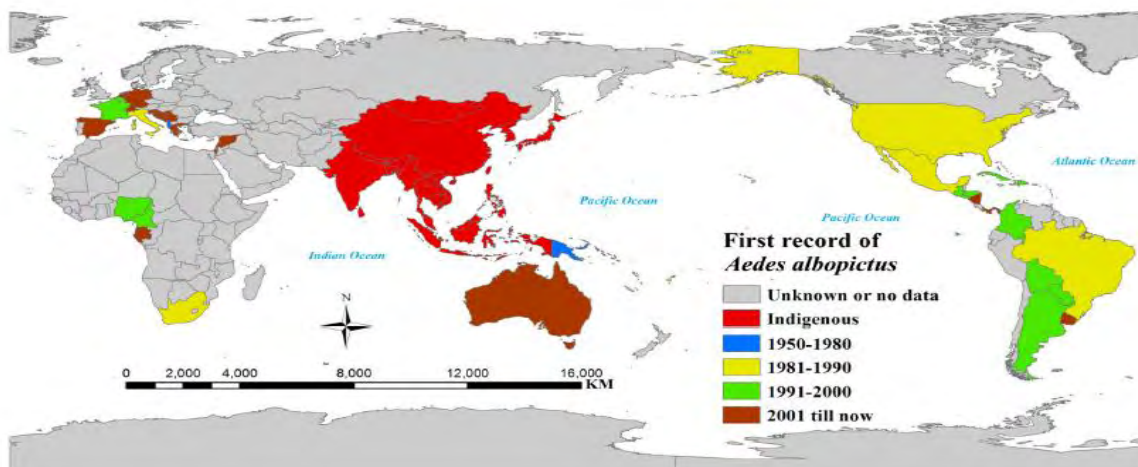 Atlantic Ocean
Pacific Ocean
Pacific Ocean
Indian Ocean
First record of
Aedes albopictus
N
Unknown or no data
Indigenous
1950-1980
1981-1990
1991-2000
2001 till now
0 2,000 4,000 8,000 12,000 16,000
KM